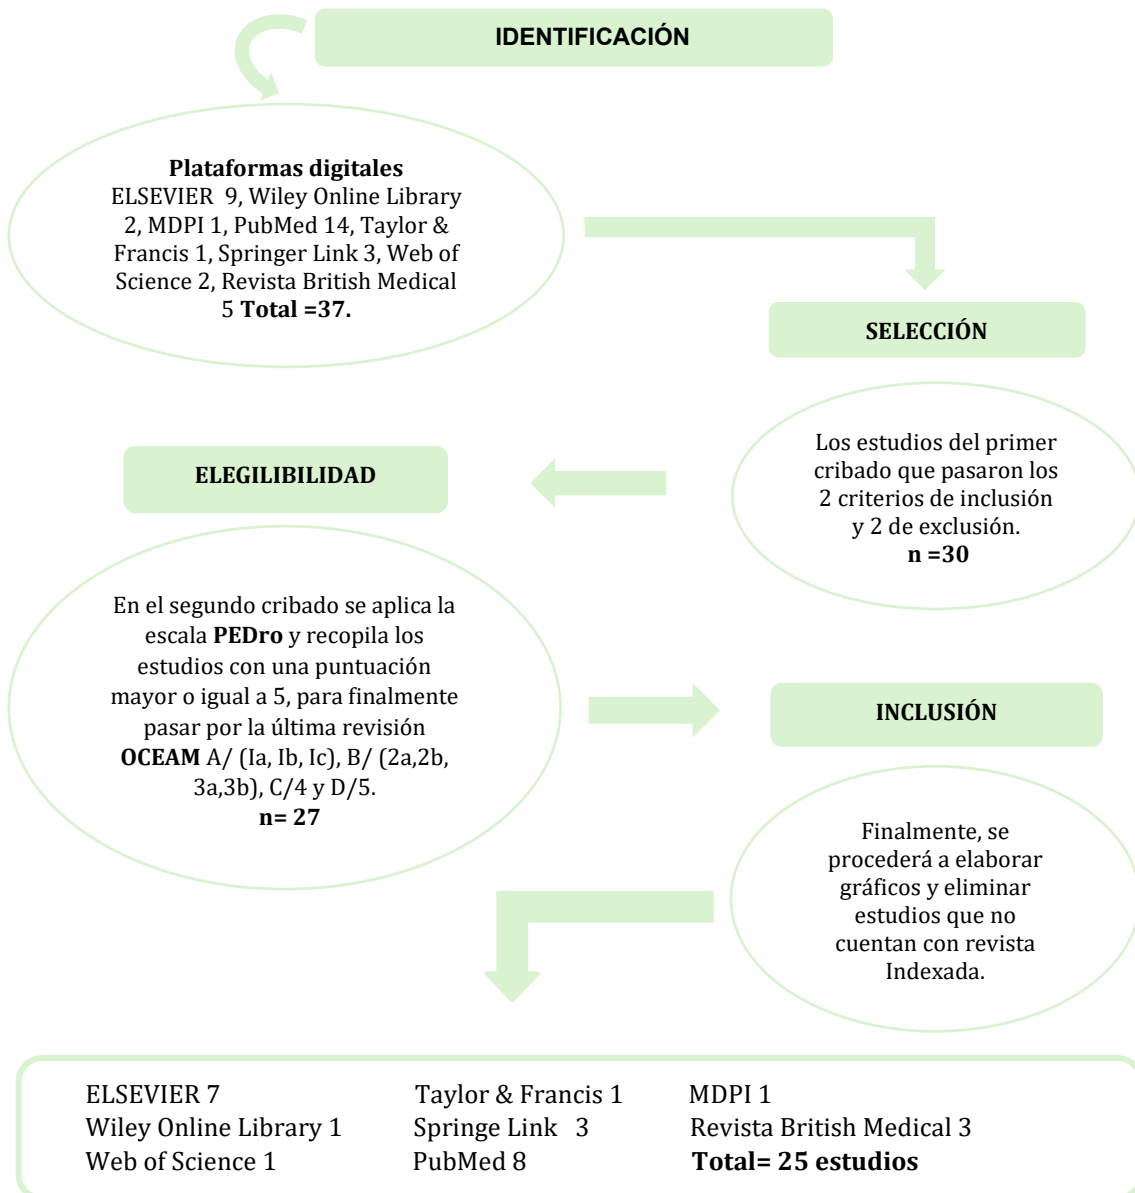 IDENTIFICACIÓN
Plataformas digitales
ELSEVIER 9, Wiley Online Library
2, MDPI 1, PubMed 14, Taylor &
Francis 1, Springer Link 3, Web of
Science 2, Revista British Medical
5 Total =37.
SELECCIÓN
Los estudios del primer
cribado que pasaron los
2 criterios de inclusión
y 2 de exclusión.
n =30
ELEGILIBILIDAD
En el segundo cribado se aplica la
escala PEDro y recopila los
estudios con una puntuación
mayor o igual a 5, para finalmente
pasar por la última revisión
OCEAM A/ (Ia, Ib, Ic), B/ (2a,2b,
3a,3b), C/4 y D/5.
n= 27
INCLUSIÓN
Finalmente, se
procederá a elaborar
gráficos y eliminar
estudios que no
cuentan con revista
Indexada.
ELSEVIER 7 Taylor & Francis 1 MDPI 1
Wiley Online Library 1 Springe Link 3 Revista British Medical 3
Web of Science 1 PubMed 8 Total= 25 estudios